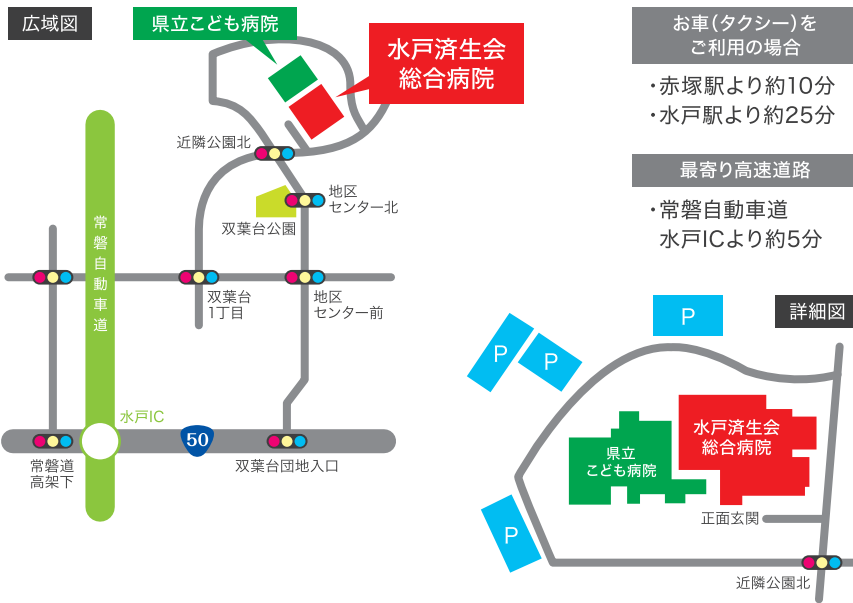 広域図
県立こども病院
水戸済生会
総合病院
近隣公園北
地区
センター北
双葉台公園
常磐自動車道
双葉台
1丁目
地区
センター前
水戸IC
50
常磐道
高架下
双葉台団地入口
お車（タクシー）を
ご利用の場合
・赤塚駅より約10分
・水戸駅より約25分
最寄り高速道路
・常磐自動車道
水戸ICより約5分
詳細図
P
P
P
水戸済生会
総合病院
県立
こども病院
P
正面玄関
近隣公園北